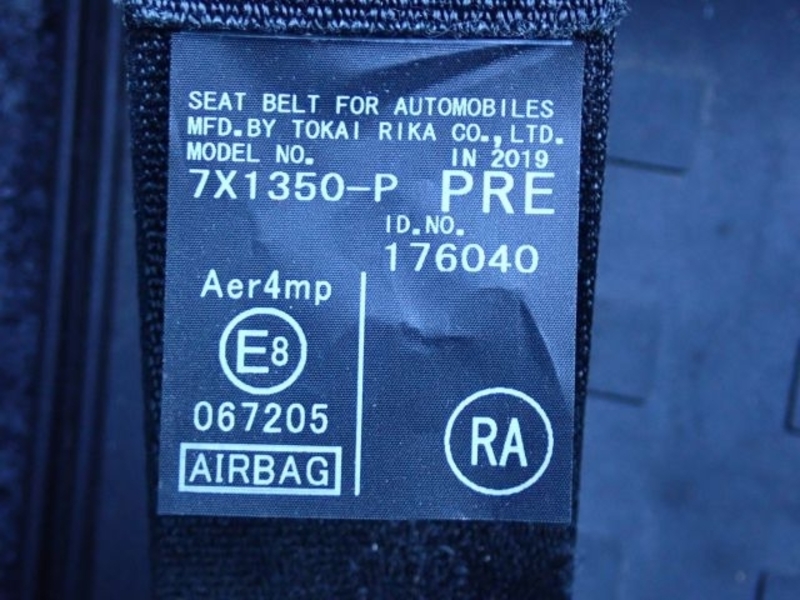 SEAT BELT FOR AUTOMOBILES
MFD.BY TOKAI RIKA CO.,LTD.
MODEL NO. IN 2019
7X1350-P PRE
ID.NO.
176040
Aer4mp
E8
067205
RA
AIRBAG